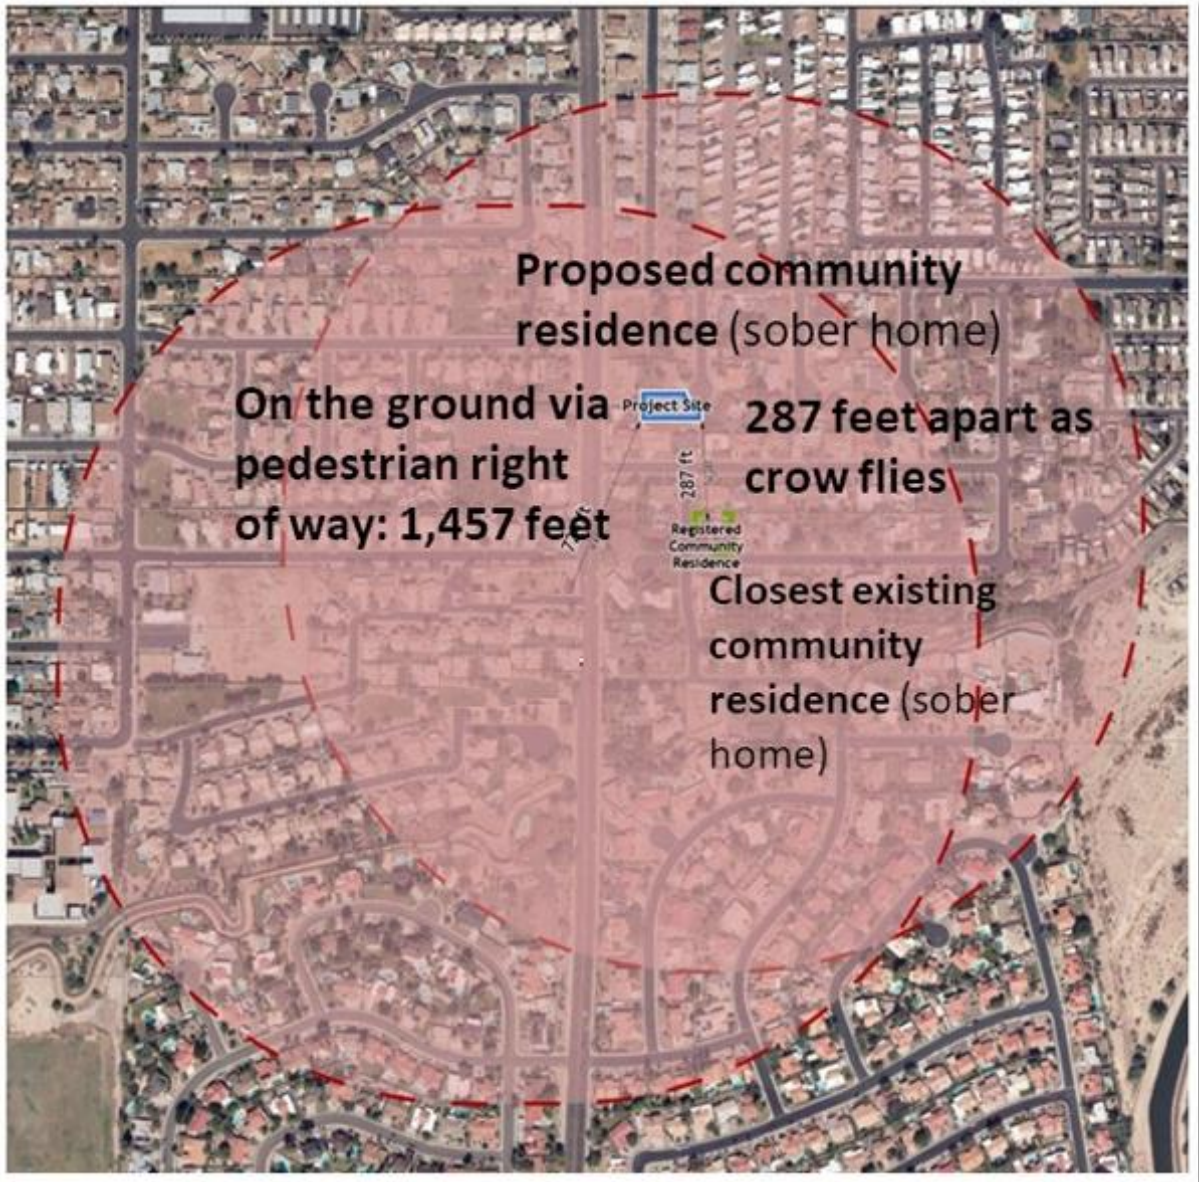 Proposed community
residence (sober home)
On the ground via
pedestrian right
of way: 1,457 feet
Project Site
287 feet apart as
crow flies
287 ft
Registered
Community
Residence
Closest existing
community
residence (sober
home)